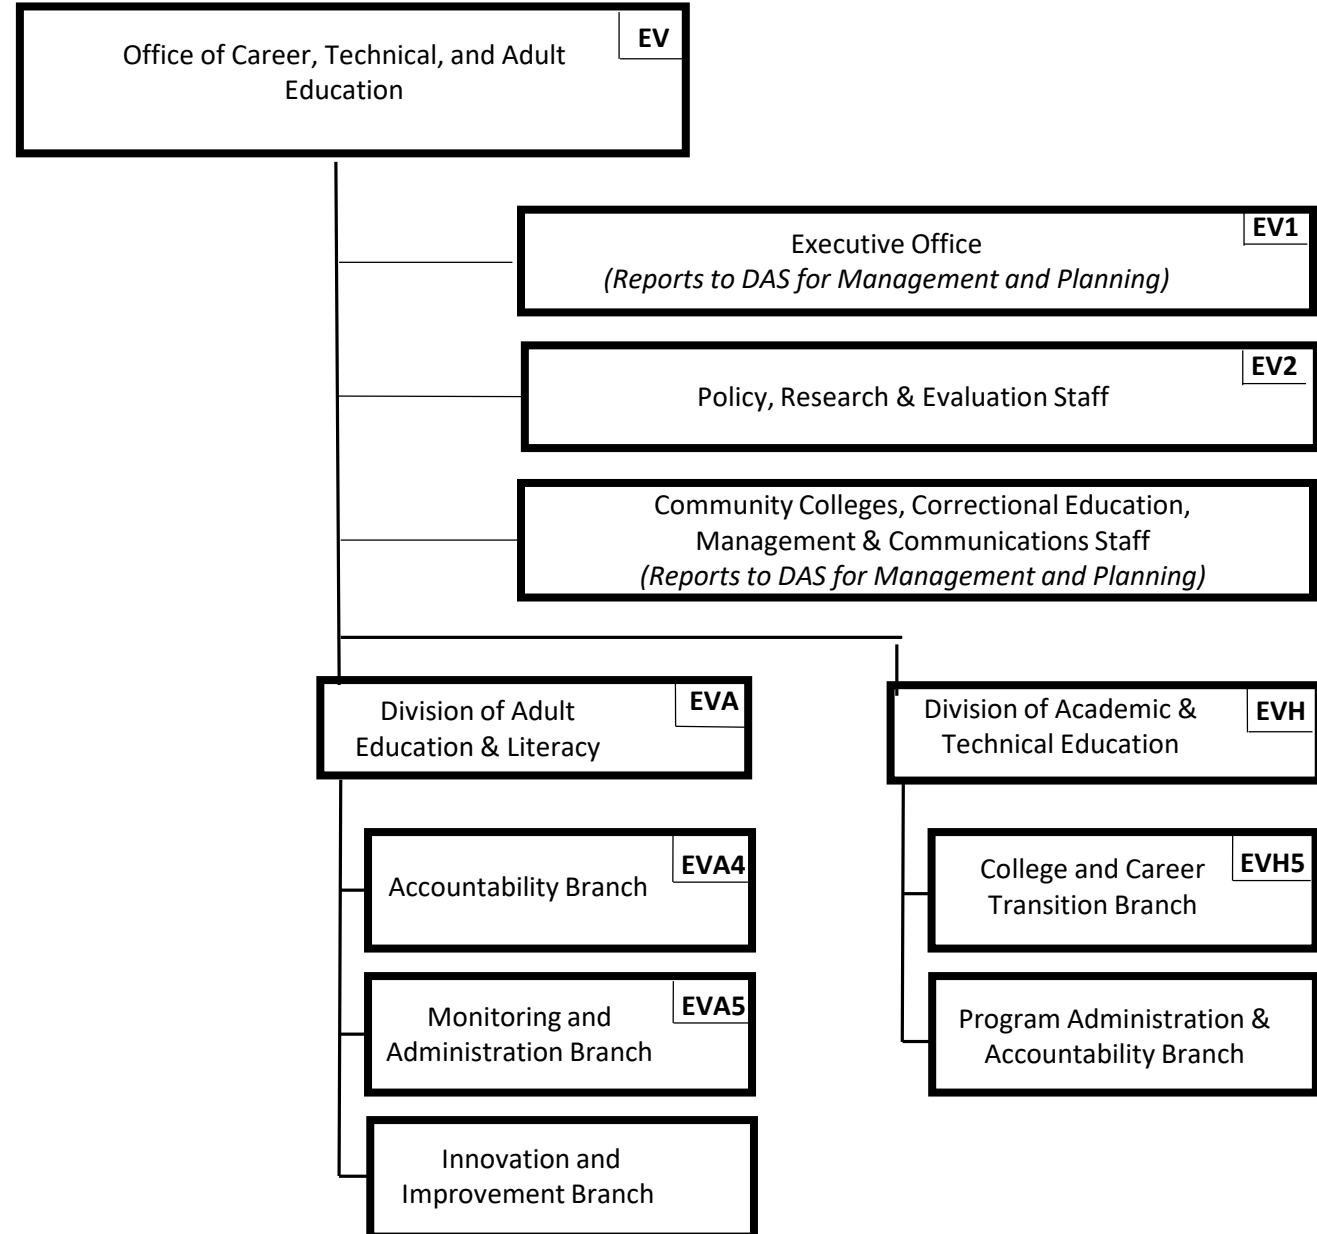 Office of Career, Technical, and Adult
Education
EV
Executive Office
(Reports to DAS for Management and Planning)
EV1
Policy, Research & Evaluation Staff
EV2
Community Colleges, Correctional Education,
Management & Communications Staff
(Reports to DAS for Management and Planning)
Division of Adult
Education & Literacy
EVA
Division of Academic &
Technical Education
EVH
Accountability Branch
EVA4
College and Career
Transition Branch
EVH5
Monitoring and
Administration Branch
EVA5
Program Administration &
Accountability Branch
Innovation and
Improvement Branch